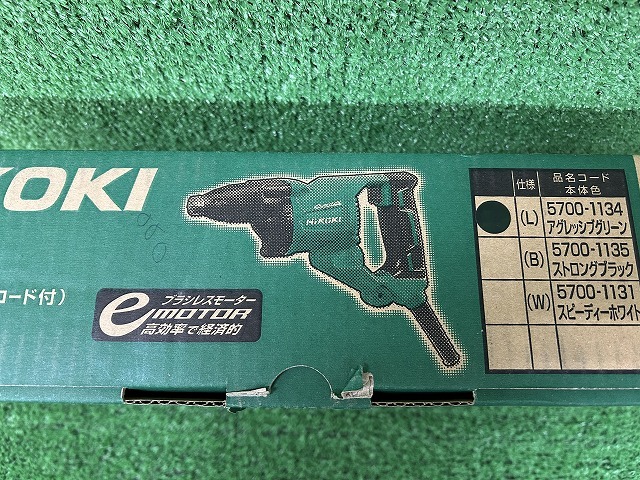 KOKI
HiKOKI
コード付)
ブラシレスモーター
e MOTOR
高効率で経済的
仕様 品名コード 本体色
(L) 5700-1134 アグレッシブグリーン
(B) 5700-1135 ストロングブラック
(W) 5700-1131 スピーディーホワイト